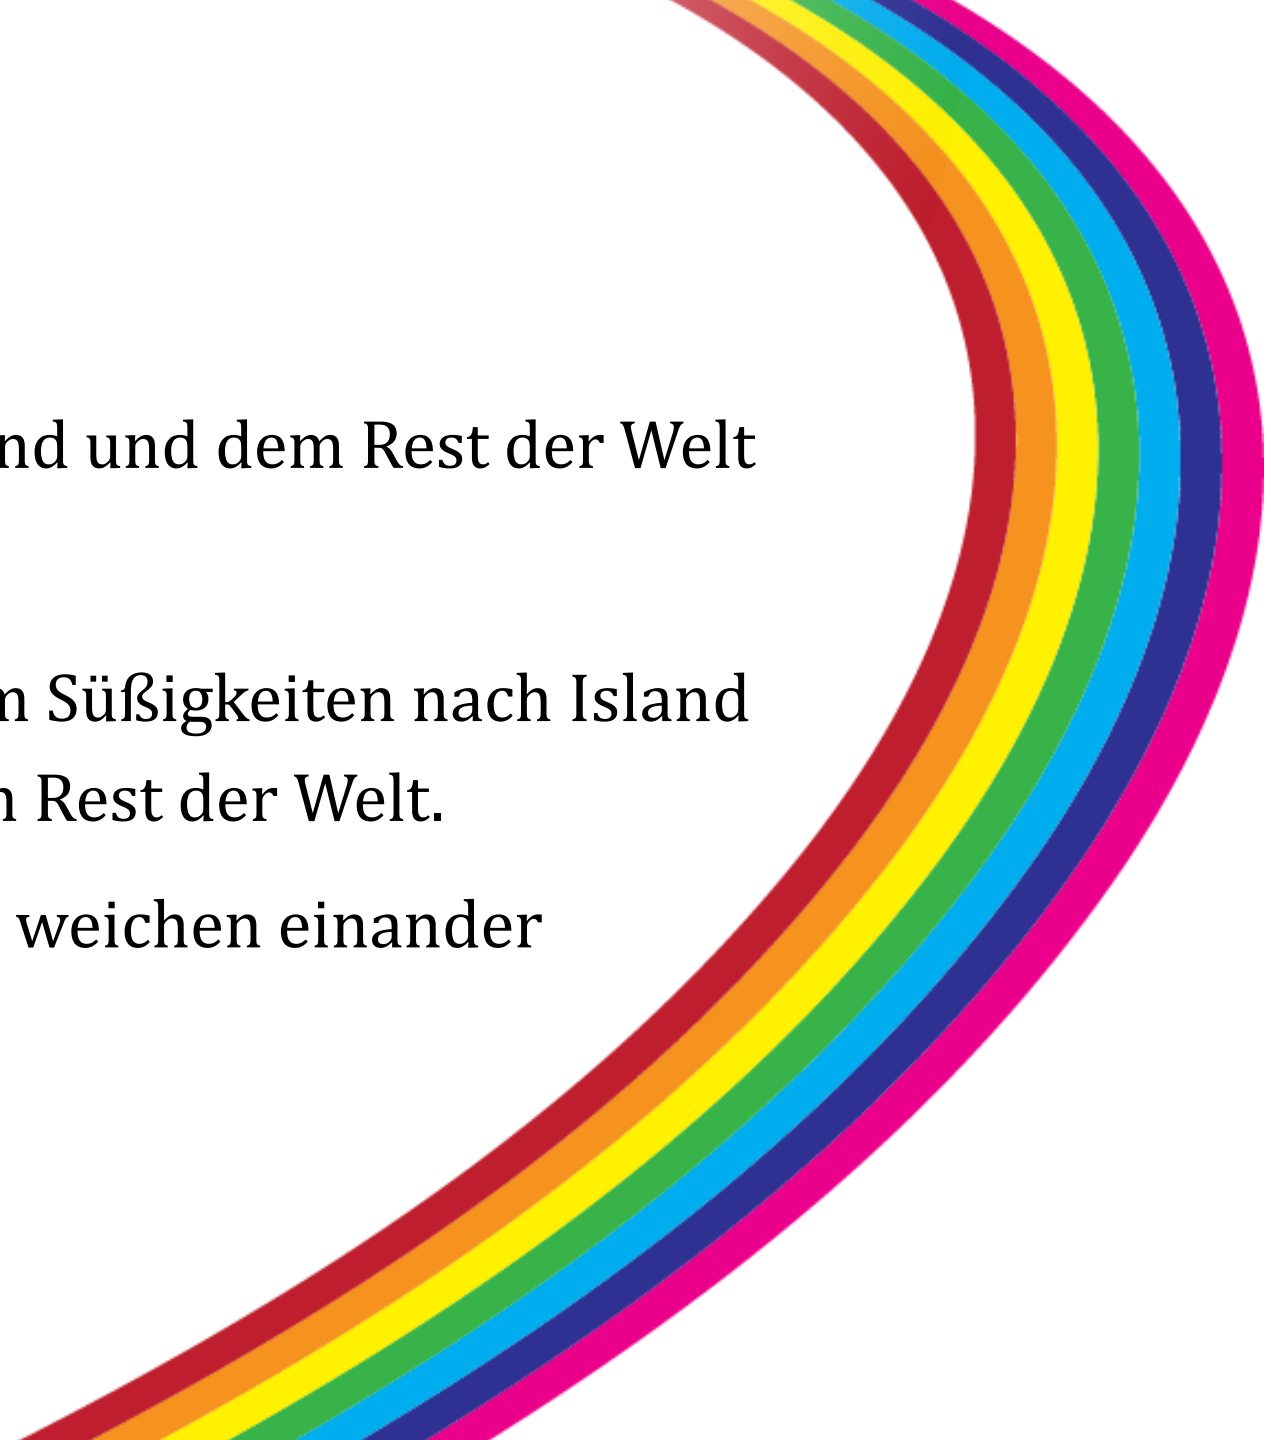 nd und dem Rest der Welt
m Süßigkeiten nach Island
Rest der Welt.
weichen einander